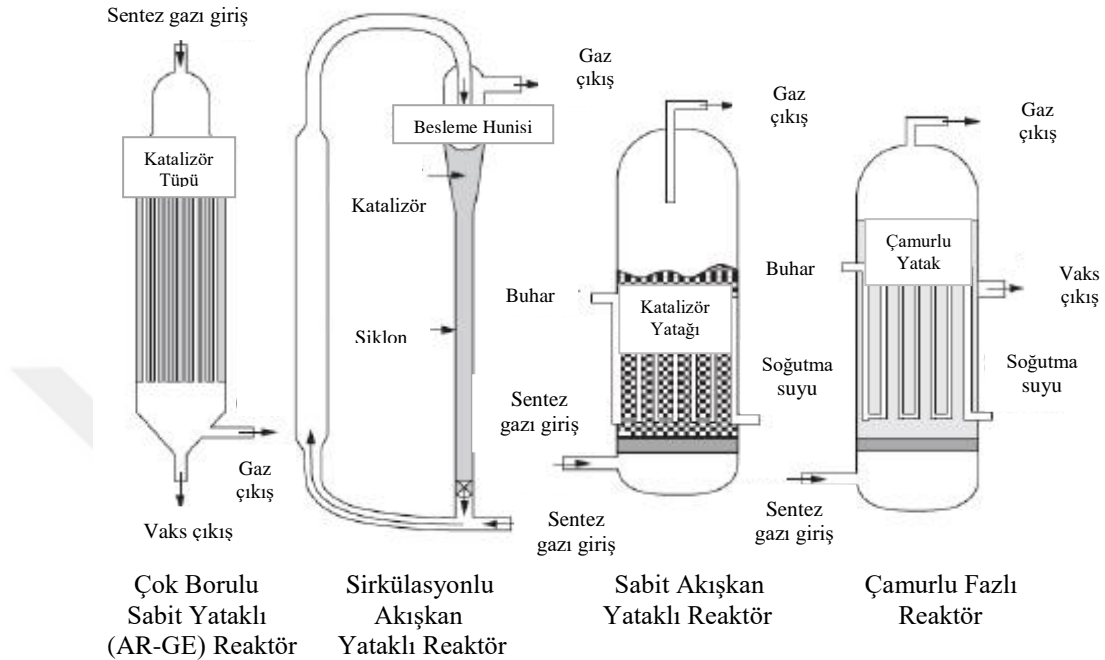 Sentez gazı giriş
Katalizör
Tüpü
Gaz
çıkış
Vaks çıkış
Çok Borulu
Sabit Yataklı
(AR-GE) Reaktör
Gaz
çıkış
Besleme Hunisi
Katalizör
Siklon
Sentez
gazı giriş
Sirkülasyonlu
Akışkan
Yataklı Reaktör
Gaz
çıkış
Buhar
Katalizör
Yatağı
Soğutma
suyu
Sentez
gazı giriş
Sabit Akışkan
Yataklı Reaktör
Gaz
çıkış
Çamurlu
Yatak
Buhar
Vaks
çıkış
Soğutma
suyu
Sentez
gazı giriş
Çamurlu Fazlı
Reaktör